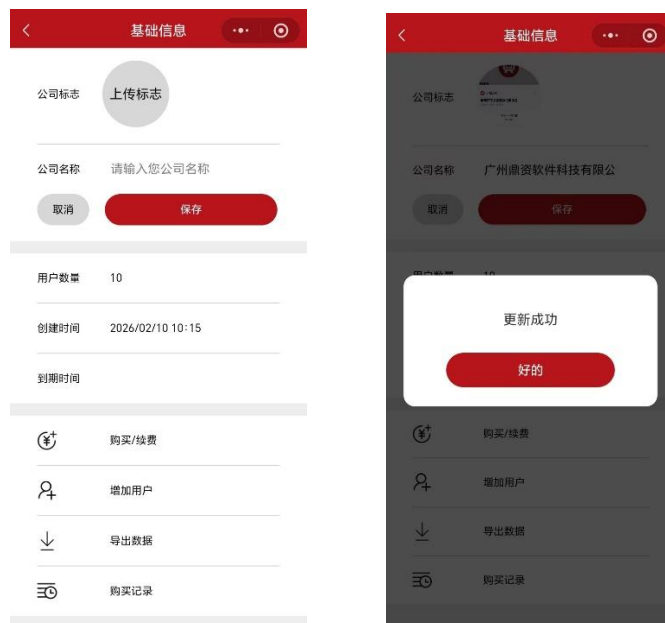 基础信息
公司标志
上传标志
公司名称 请输入您公司名称
取消 保存
用户数量 10
创建时间 2026/02/10 10:15
到期时间
购买/续费
增加用户
导出数据
购买记录
基础信息
公司标志
公司名称 广州鼎资软件科技有限公
取消 保存
用户数量 10
更新成功
好的
购买/续费
增加用户
导出数据
购买记录